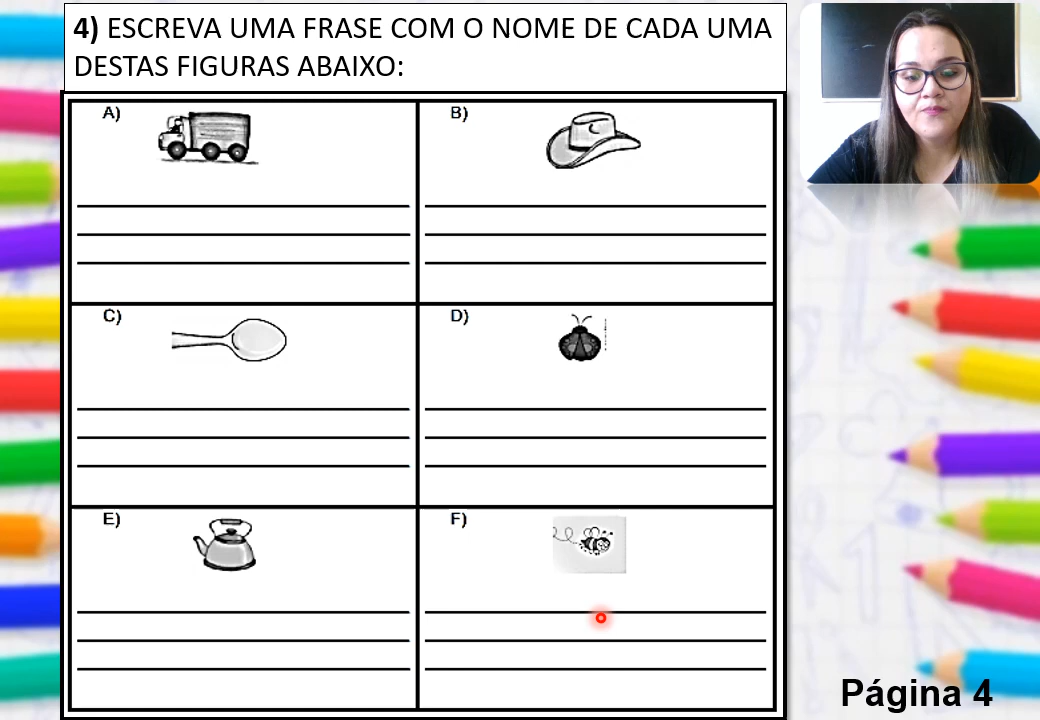 4) ESCREVA UMA FRASE COM O NOME DE CADA UMA
DESTAS FIGURAS ABAIXO:
A)
B)
C)
D)
E)
F)
Página 4